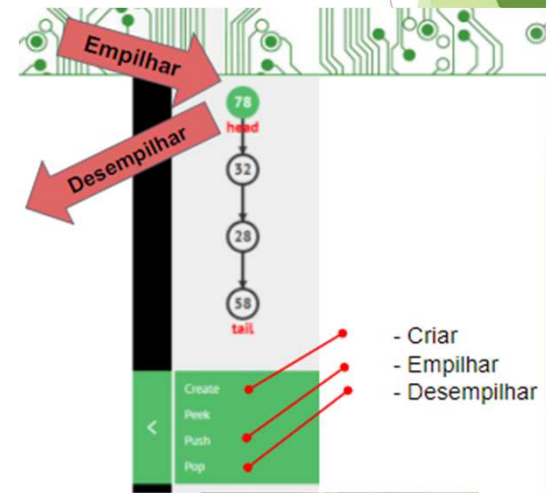 Empilhar
78
head
Desempilhar
32
28
58
tail
- Criar
- Empilhar
- Desempilhar
Create
Peek
Push
Pop
<